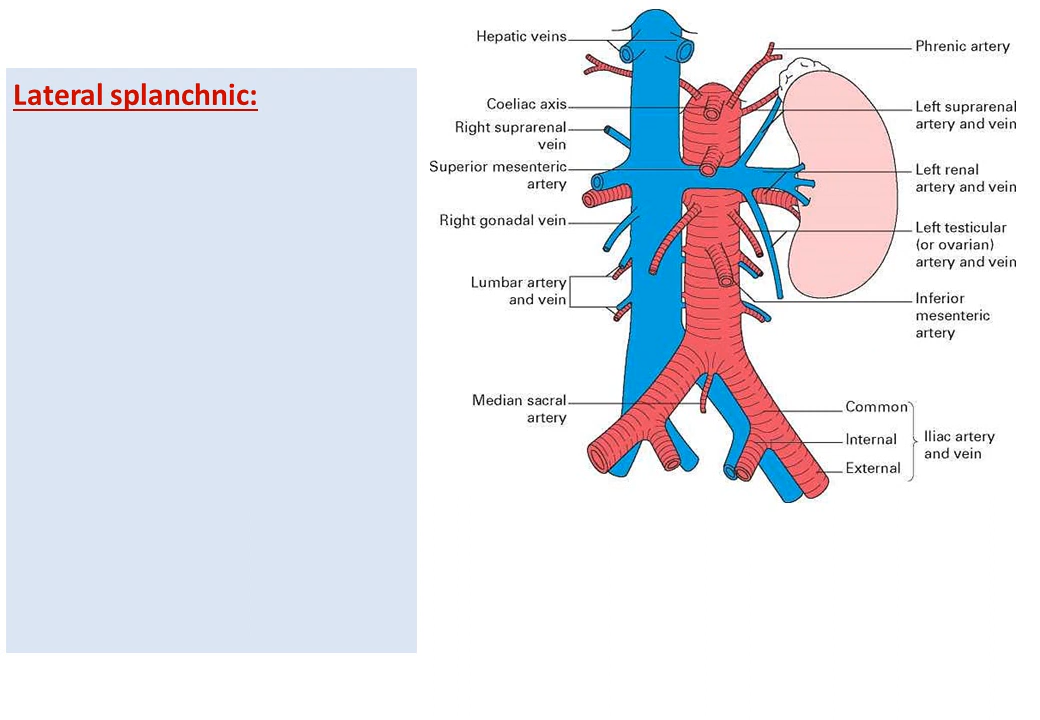 Lateral splanchnic:
Hepatic veins
Coeliac axis
Right suprarenal
vein
Superior mesenteric
artery
Right gonadal vein
Lumbar artery
and vein
Median sacral
artery
Phrenic artery
Left suprarenal
artery and vein
Left renal
artery and vein
Left testicular
(or ovarian)
artery and vein
Inferior
mesenteric
artery
Common
Internal
External
Iliac artery
and vein